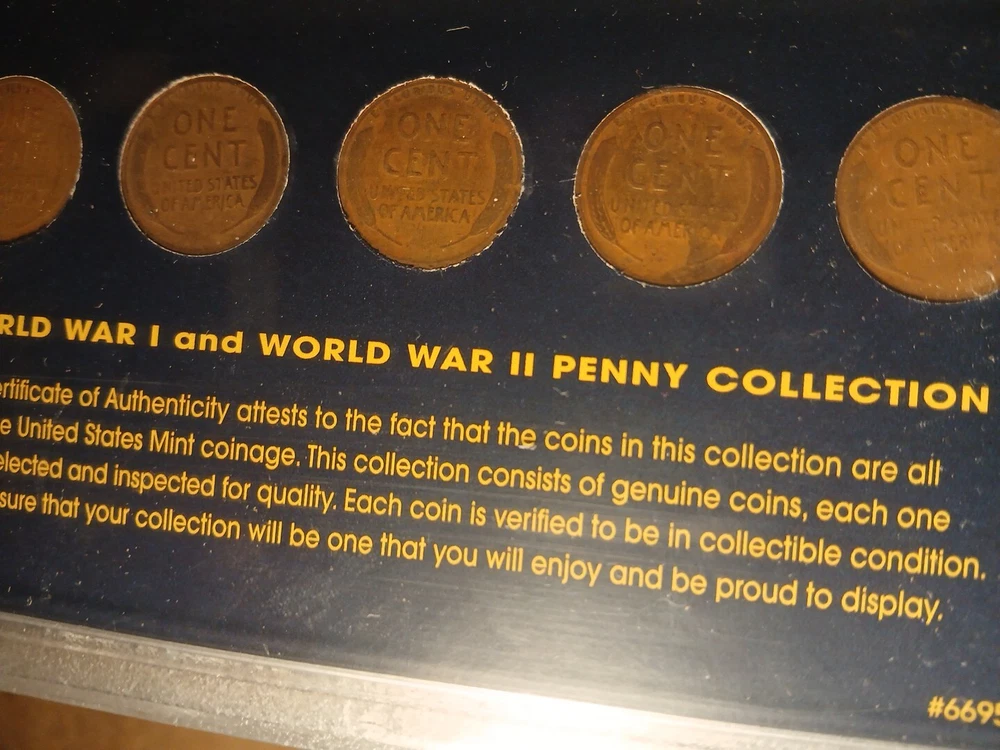 ONE
CENT
UNITED STATES
OF AMERICA
ONE
CENT
UNITED STATES
OF AMERICA
ONE
CENT
UNITED STATES
OF AMERICA
ONE
CENT
RLD WAR I and WORLD WAR II PENNY COLLECTION
ertificate of Authenticity attests to the fact that the coins in this collection are all
e United States Mint coinage. This collection consists of genuine coins, each one
elected and inspected for quality. Each coin is verified to be in collectible condition.
sure that your collection will be one that you will enjoy and be proud to display.
#6695